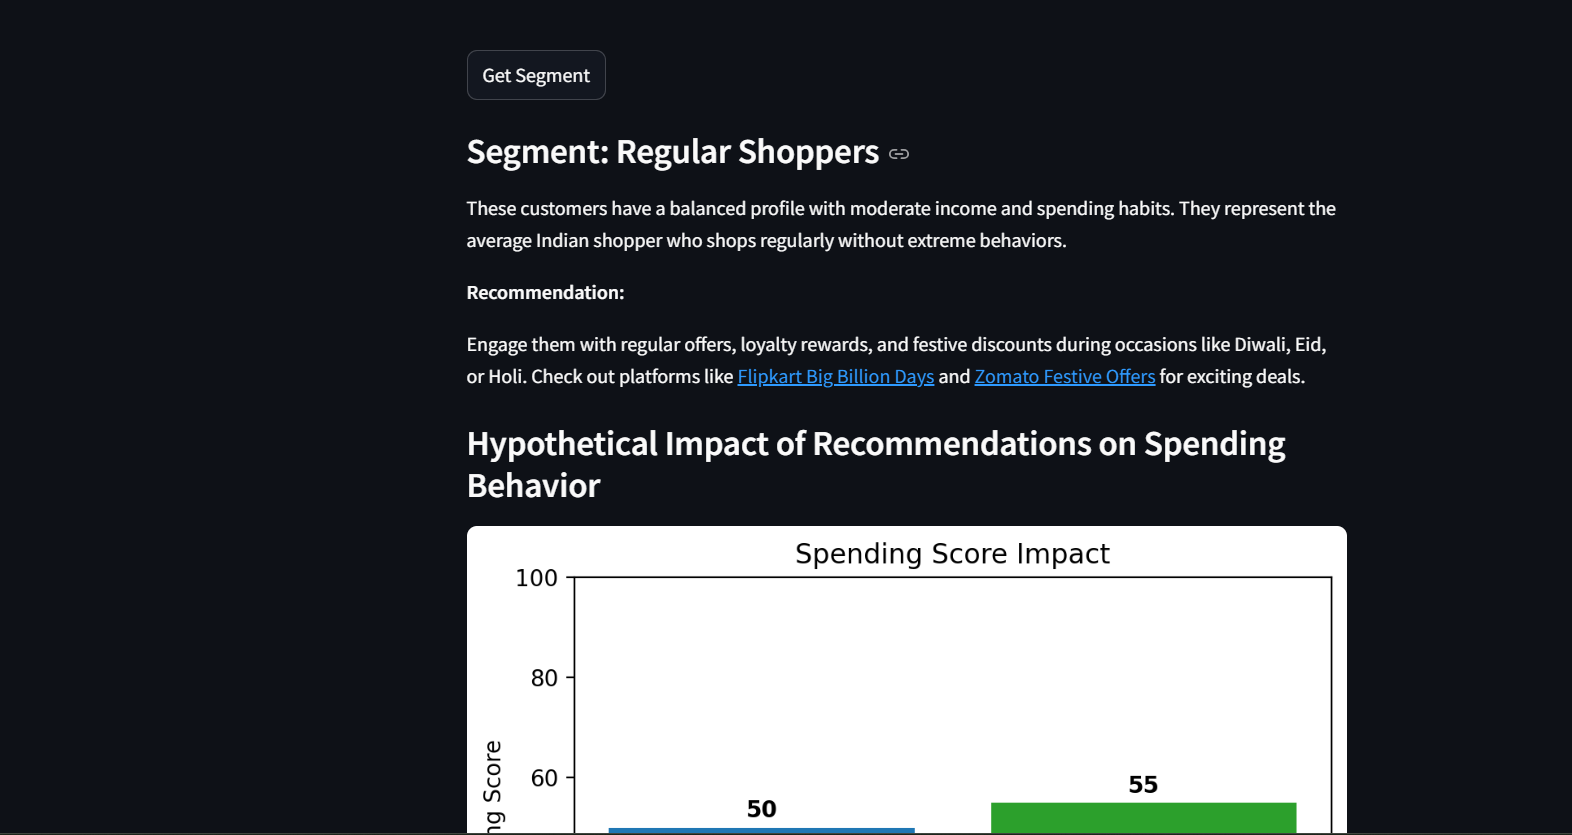 Get Segment
Segment: Regular Shoppers
These customers have a balanced profile with moderate income and spending habits. They represent the
average Indian shopper who shops regularly without extreme behaviors.
Recommendation:
Engage them with regular offers, loyalty rewards, and festive discounts during occasions like Diwali, Eid,
or Holi. Check out platforms like Flipkart Big Billion Days and Zomato Festive Offers for exciting deals.
Hypothetical Impact of Recommendations on Spending
Behavior
Spending Score Impact
100
80
60
Score
50
55